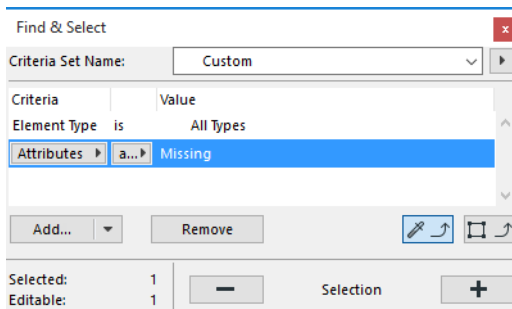 Find & Select
x
Criteria Set Name: Custom
Criteria Value
Element Type is All Types
Attributes a... Missing
Add... Remove
Selected: 1
Editable: 1
Selection